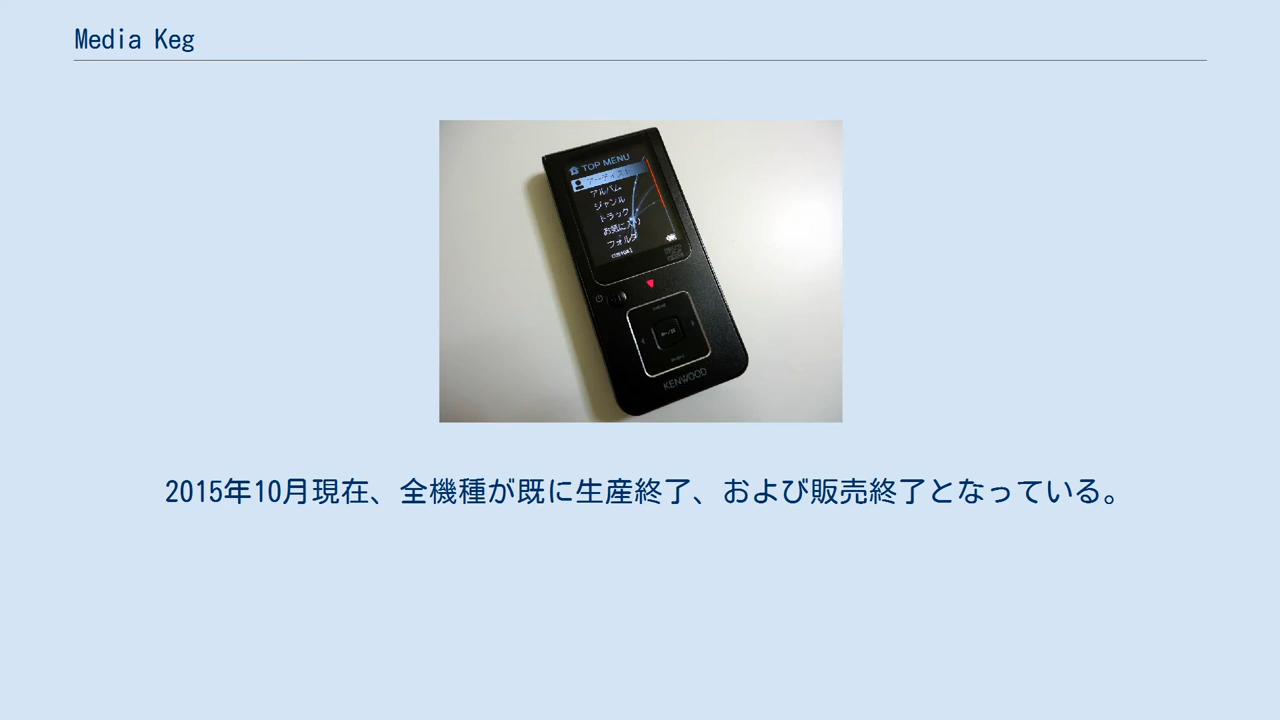 Media Keg
TOP MENU
アーティスト
アルバム
ジャンル
トラック
お気に入り
フォルダ
KENWOOD
2015年10月現在、全機種が既に生産終了、および販売終了となっている。